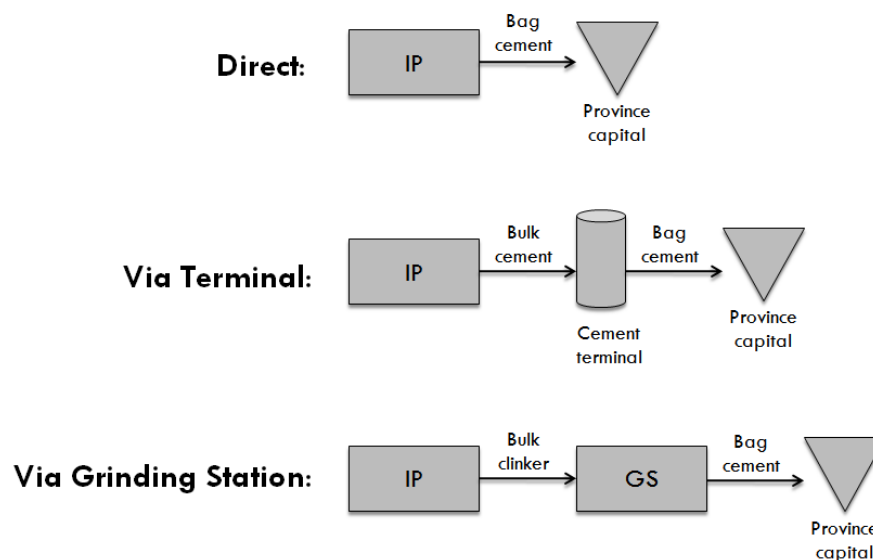 Direct:
IP
Bag
cement
Province
capital
Via Terminal:
IP
Bulk
cement
Bag
cement
Cement
terminal
Province
capital
Via Grinding Station:
IP
Bulk
clinker
GS
Bag
cement
Province
capital